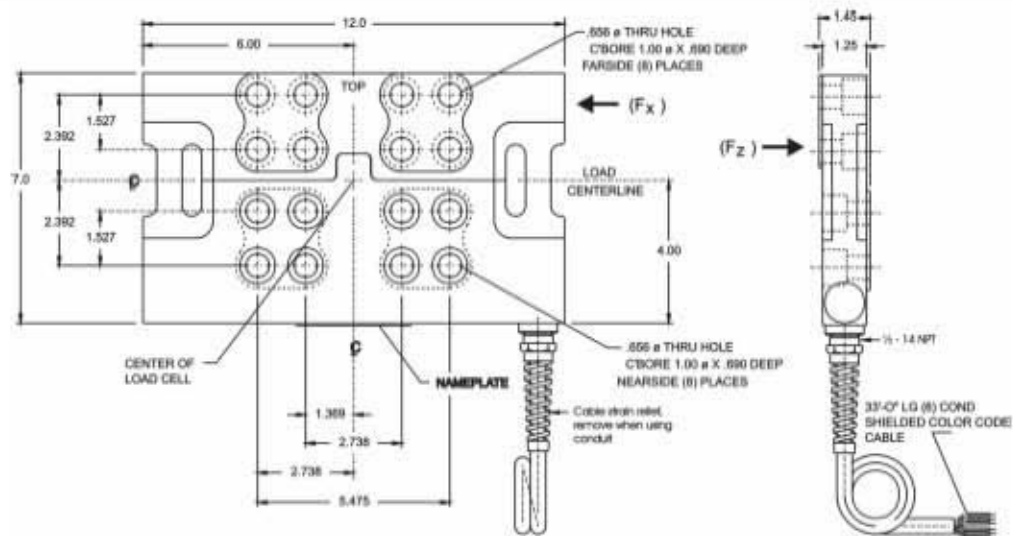 12.0
6.00
.656 ø THRU HOLE
C'BORE 1.00 ø X .690 DEEP
FARSIDE (8) PLACES
TOP
(Fx)
1.45
1.25
(Fz)
2.392
1.527
7.0
LOAD
CENTERLINE
2.392
1.527
4.00
CENTER OF
LOAD CELL
NAMEPLATE
.656 ø THRU HOLE
C'BORE 1.00 ø X .690 DEEP
NEARSIDE (8) PLACES
½ - 14 NPT
1.369
2.738
2.738
5.475
Cable strain relief,
remove when using
conduit
33'-0" LG (6) COND
SHIELDED COLOR CODE
CABLE